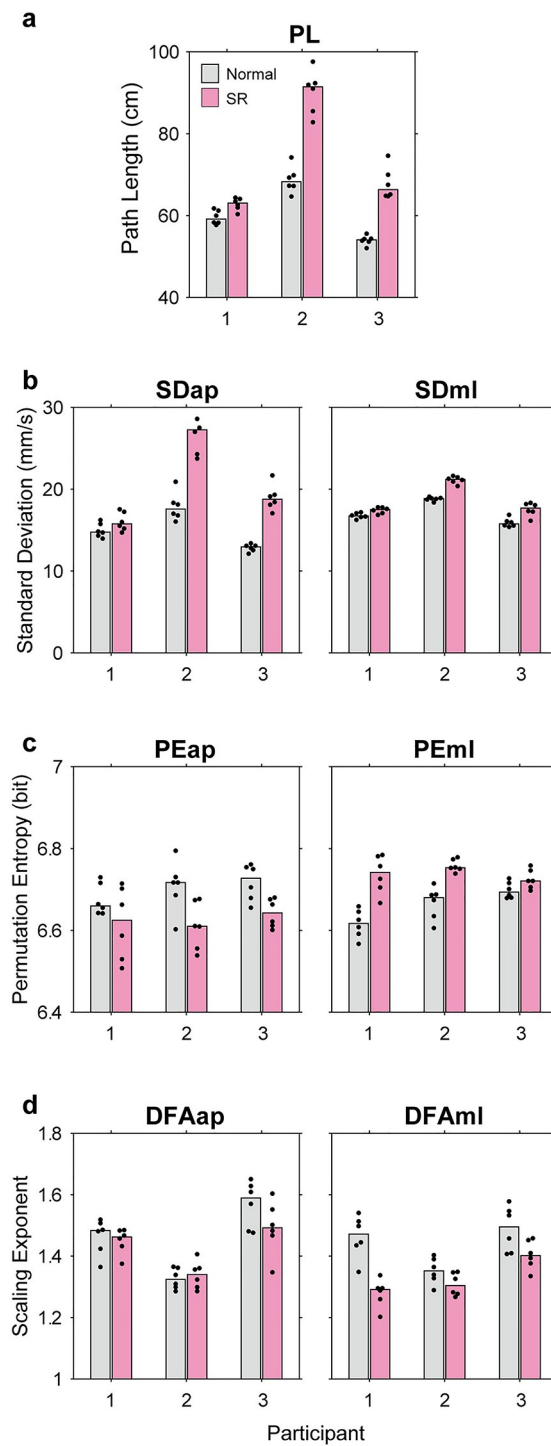 a
PL
100
80
60
40
Path Length (cm)
Normal
SR
1 2 3
b
SDap SDml
30
20
10
0
Standard Deviation (mm/s)
1 2 3 1 2 3
c
PEap PEml
7
6.8
6.6
6.4
Permutation Entropy (bit)
1 2 3 1 2 3
d
DFAap DFAml
1.8
1.6
1.4
1.2
1
Scaling Exponent
1 2 3 1 2 3
Participant